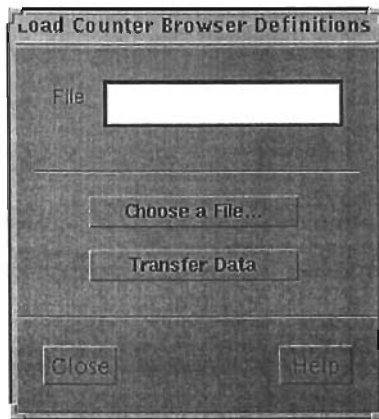 Load Counter Browser Definitions
File
Choose a File...
Transfer Data
Close
Help